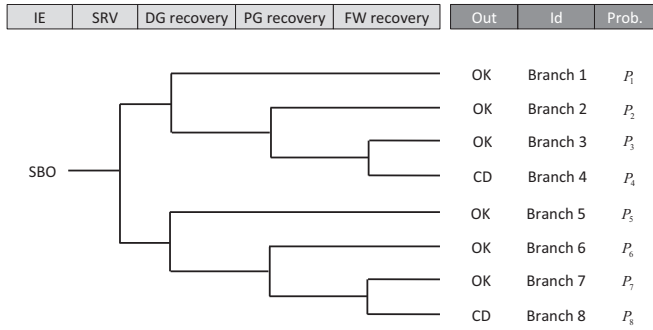 IE SRV DG recovery PG recovery FW recovery Out Id Prob.
OK Branch 1 P₁
OK Branch 2 P₂
OK Branch 3 P₃
SBO
CD Branch 4 P₄
OK Branch 5 P₅
OK Branch 6 P₆
OK Branch 7 P₇
CD Branch 8 P₈